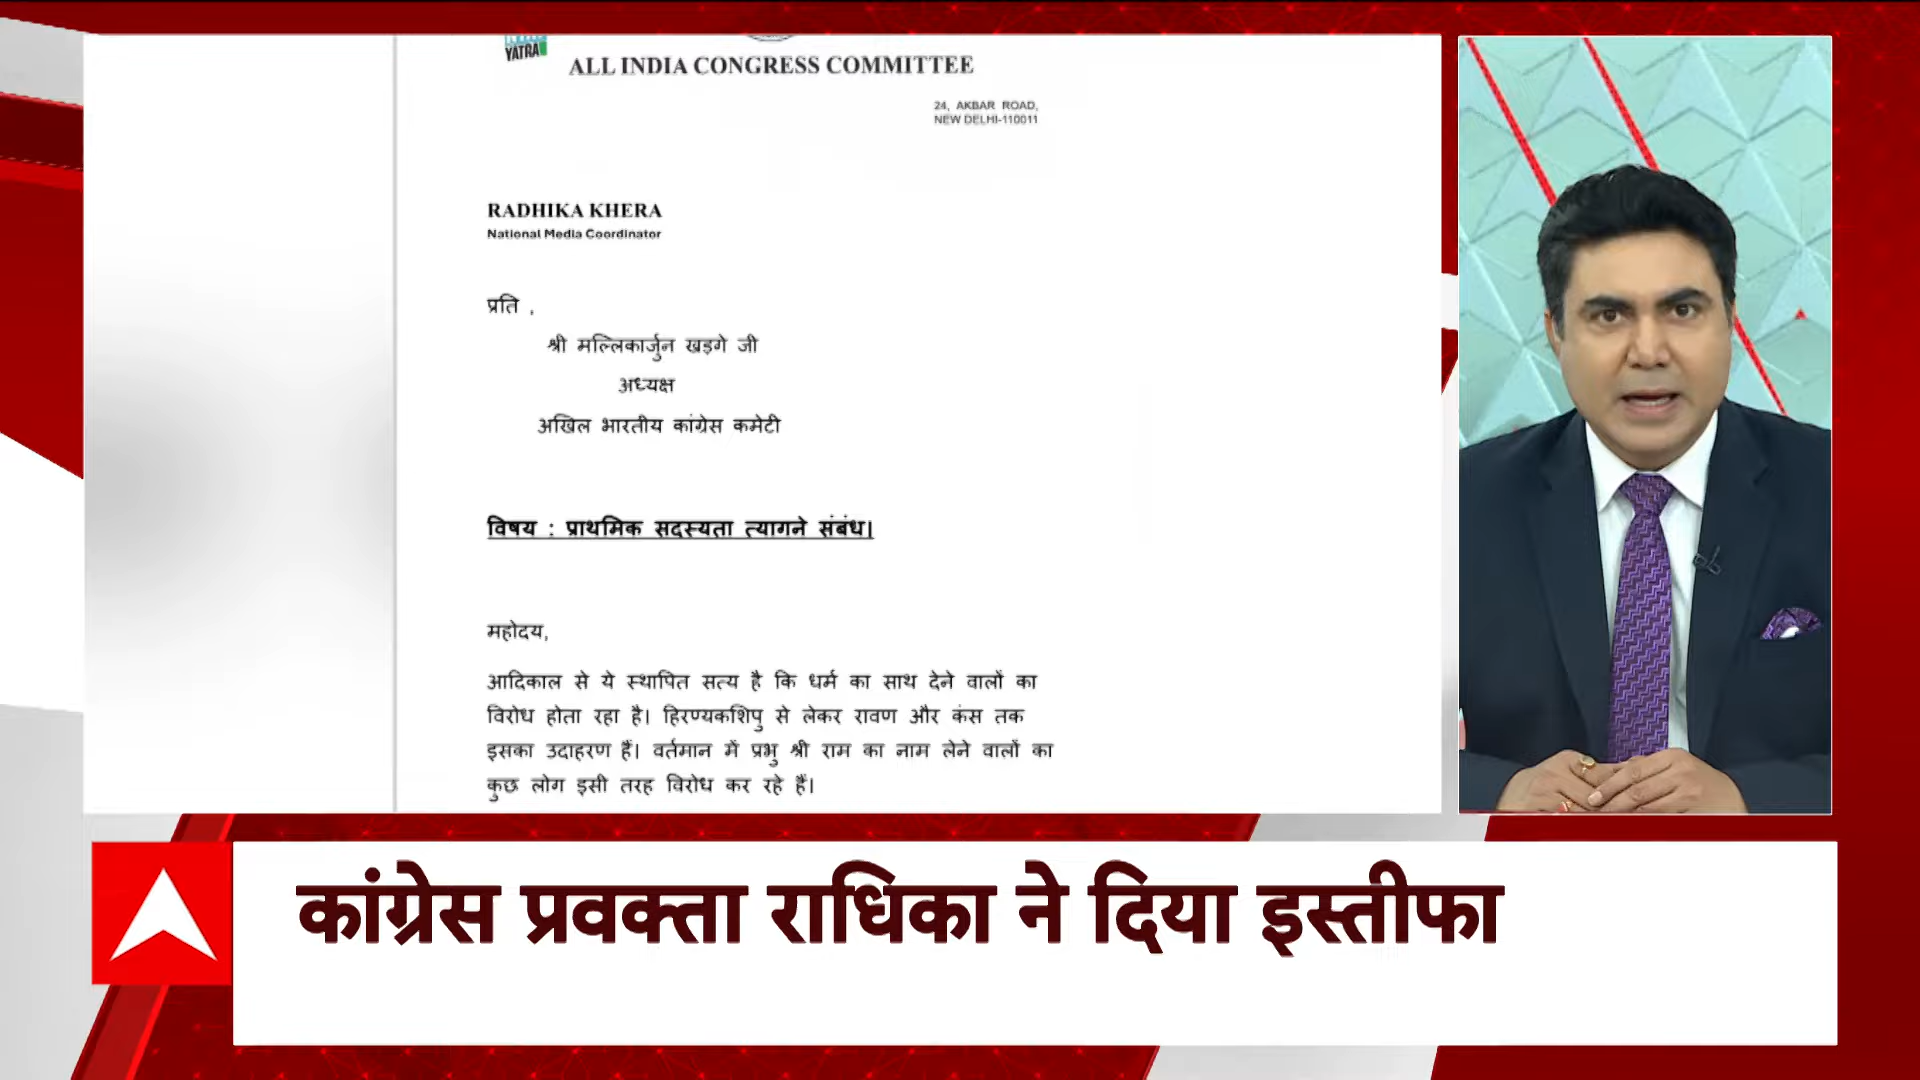 YATRA
ALL INDIA CONGRESS COMMITTEE
24, AKBAR ROAD,
NEW DELHI-110011
RADHIKA KHERA
National Media Coordinator
प्रति ,
श्री मल्लिकार्जुन खड़गे जी
अध्यक्ष
अखिल भारतीय कांग्रेस कमेटी
विषय : प्राथमिक सदस्यता त्यागने संबंध।
महोदय,
आदिकाल से ये स्थापित सत्य है कि धर्म का साथ देने वालों का
विरोध होता रहा है। हिरण्यकशिपु से लेकर रावण और कंस तक
इसका उदाहरण हैं। वर्तमान में प्रभु श्री राम का नाम लेने वालों का
कुछ लोग इसी तरह विरोध कर रहे हैं।
कांग्रेस प्रवक्ता राधिका ने दिया इस्तीफा